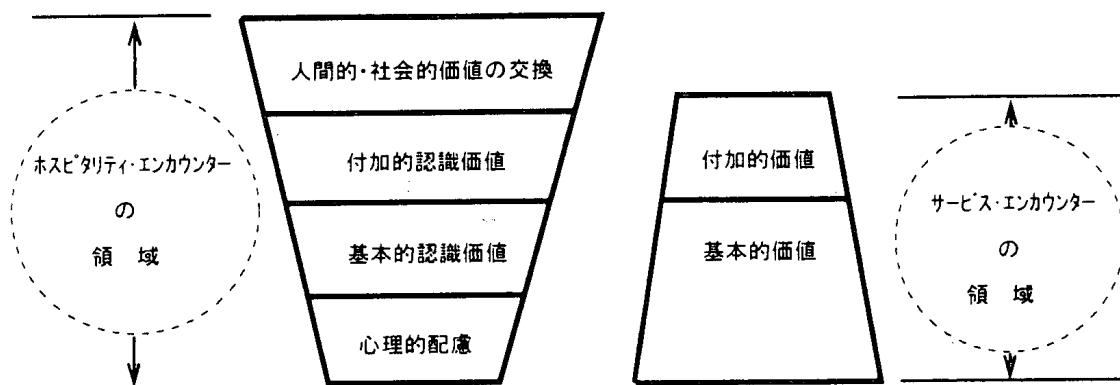 人間的・社会的価値の交換
付加的認識価値
基本的認識価値
心理的配慮
ホスピタリティ・エンカウンター
の
領 域
付加的価値
基本的価値
サービス・エンカウンター
の
領 域